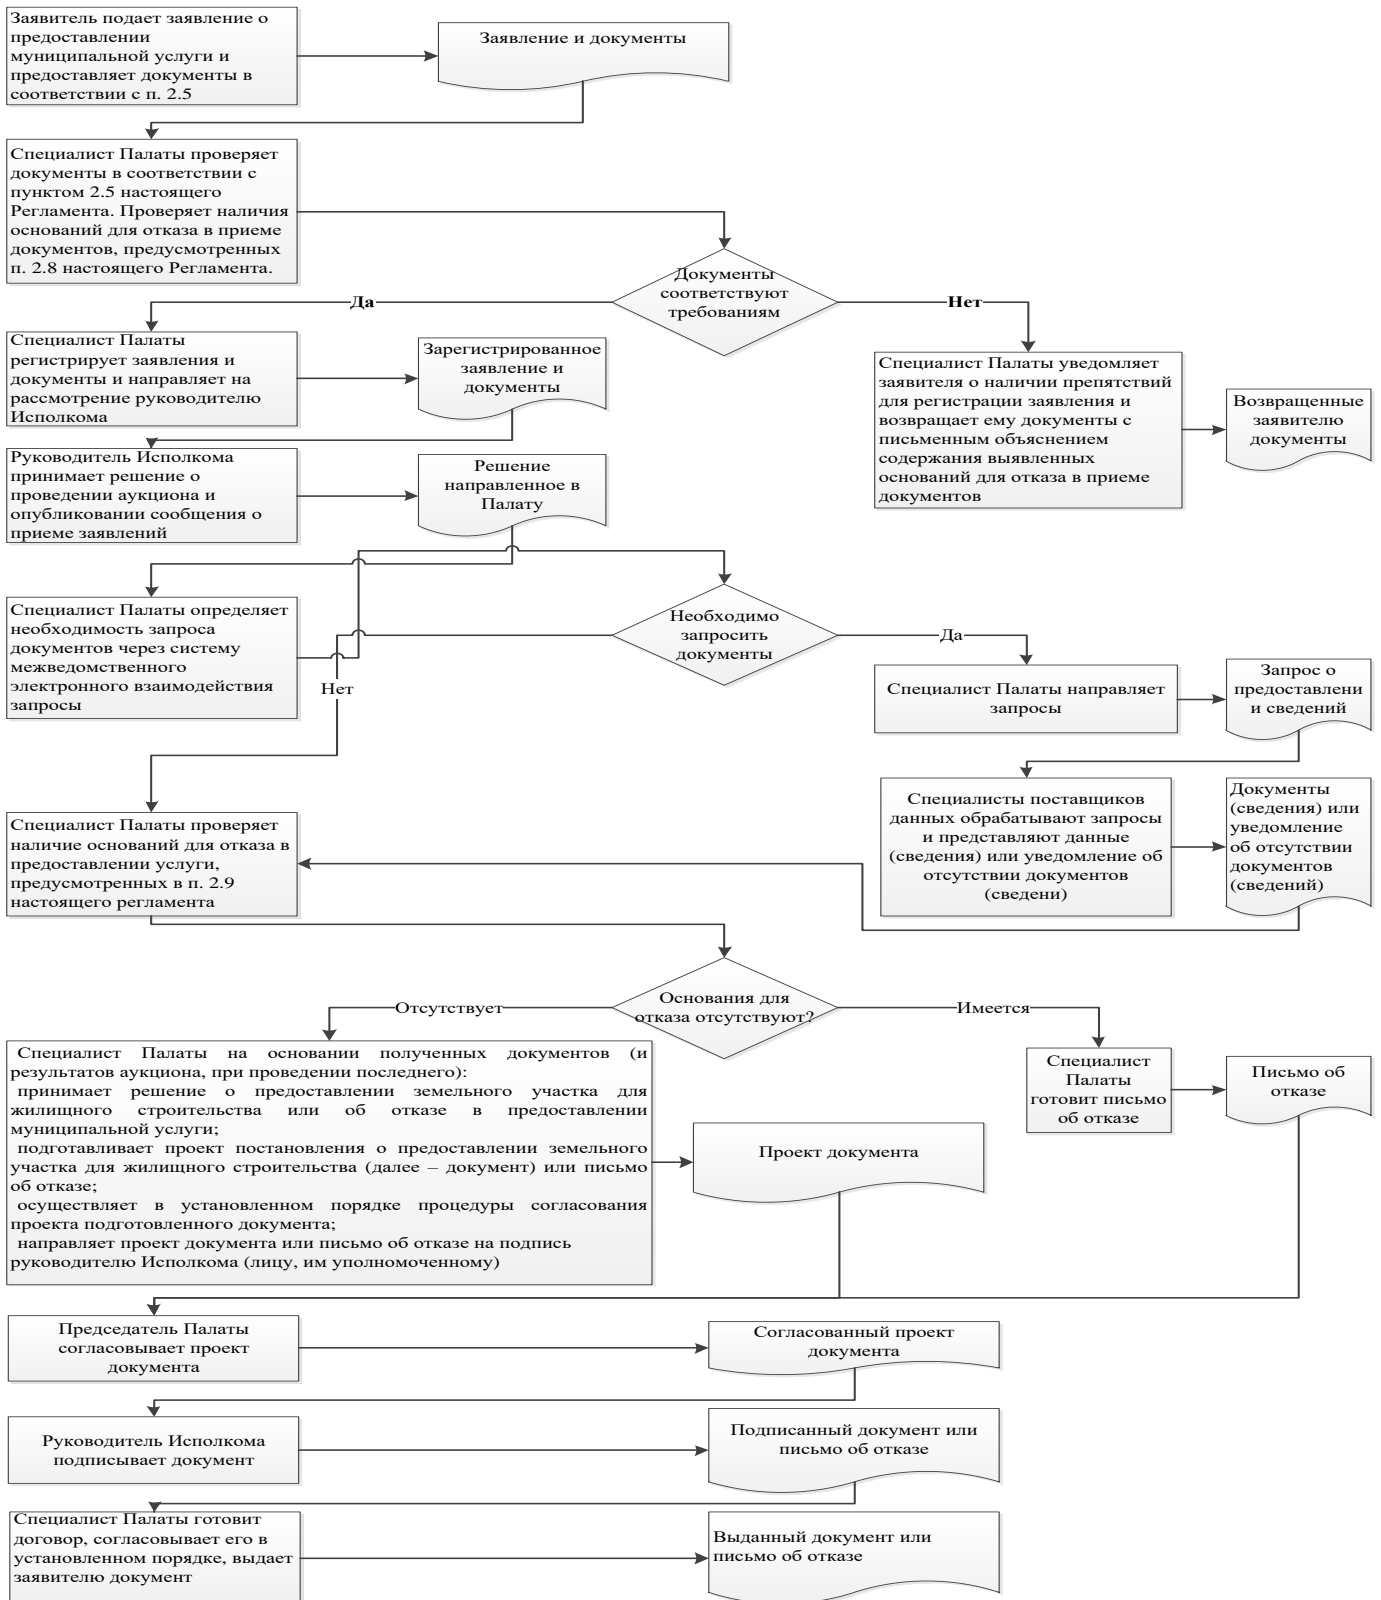 Заявитель подает заявление о
предоставлении
муниципальной услуги и
предоставляет документы в
соответствии с п. 2.5
Заявление и документы
Специалист Палаты проверяет
документы в соответствии с
пунктом 2.5 настоящего
Регламента. Проверяет наличия
оснований для отказа в приеме
документов, предусмотренных
п. 2.8 настоящего Регламента.
Документы
соответствуют
требованиям
Да
Нет
Специалист Палаты
регистрирует заявления и
документы и направляет на
рассмотрение руководителю
Исполкома
Зарегистрированное
заявление и
документы
Специалист Палаты уведомляет
заявителя о наличии препятствий
для регистрации заявления и
возвращает ему документы с
письменным объяснением
содержания выявленных
оснований для отказа в приеме
документов
Возвращенные
заявителю
документы
Руководитель Исполкома
принимает решение о
проведении аукциона и
опубликовании сообщения о
приеме заявлений
Решение
направленное в
Палату
Специалист Палаты определяет
необходимость запроса
документов через систему
межведомственного
электронного взаимодействия
запросы
Необходимо
запросить
документы
Да
Нет
Специалист Палаты направляет
запросы
Запрос о
предоставлени
и сведений
Специалисты поставщиков
данных обрабатывают запросы
и представляют данные
(сведения) или уведомление об
отсутствии документов
(сведени)
Документы
(сведения) или
уведомление
об отсутствии
документов
(сведений)
Специалист Палаты проверяет
наличие оснований для отказа в
предоставлении услуги,
предусмотренных в п. 2.9
настоящего регламента
Основания для
отказа отсутствуют?
Отсутствует
Имеется
Специалист Палаты на основании полученных документов (и
результатов аукциона, при проведении последнего):
принимает решение о предоставлении земельного участка для
жилищного строительства или об отказе в предоставлении
муниципальной услуги;
подготавливает проект постановления о предоставлении земельного
участка для жилищного строительства (далее – документ) или письмо
об отказе;
осуществляет в установленном порядке процедуры согласования
проекта подготовленного документа;
направляет проект документа или письмо об отказе на подпись
руководителю Исполкома (лицу, им уполномоченному)
Проект документа
Специалист
Палаты
готовит письмо
об отказе
Письмо об
отказе
Председатель Палаты
согласовывает проект
документа
Согласованный проект
документа
Руководитель Исполкома
подписывает документ
Подписанный документ или
письмо об отказе
Специалист Палаты готовит
договор, согласовывает его в
установленном порядке, выдает
заявителю документ
Выданный документ или
письмо об отказе